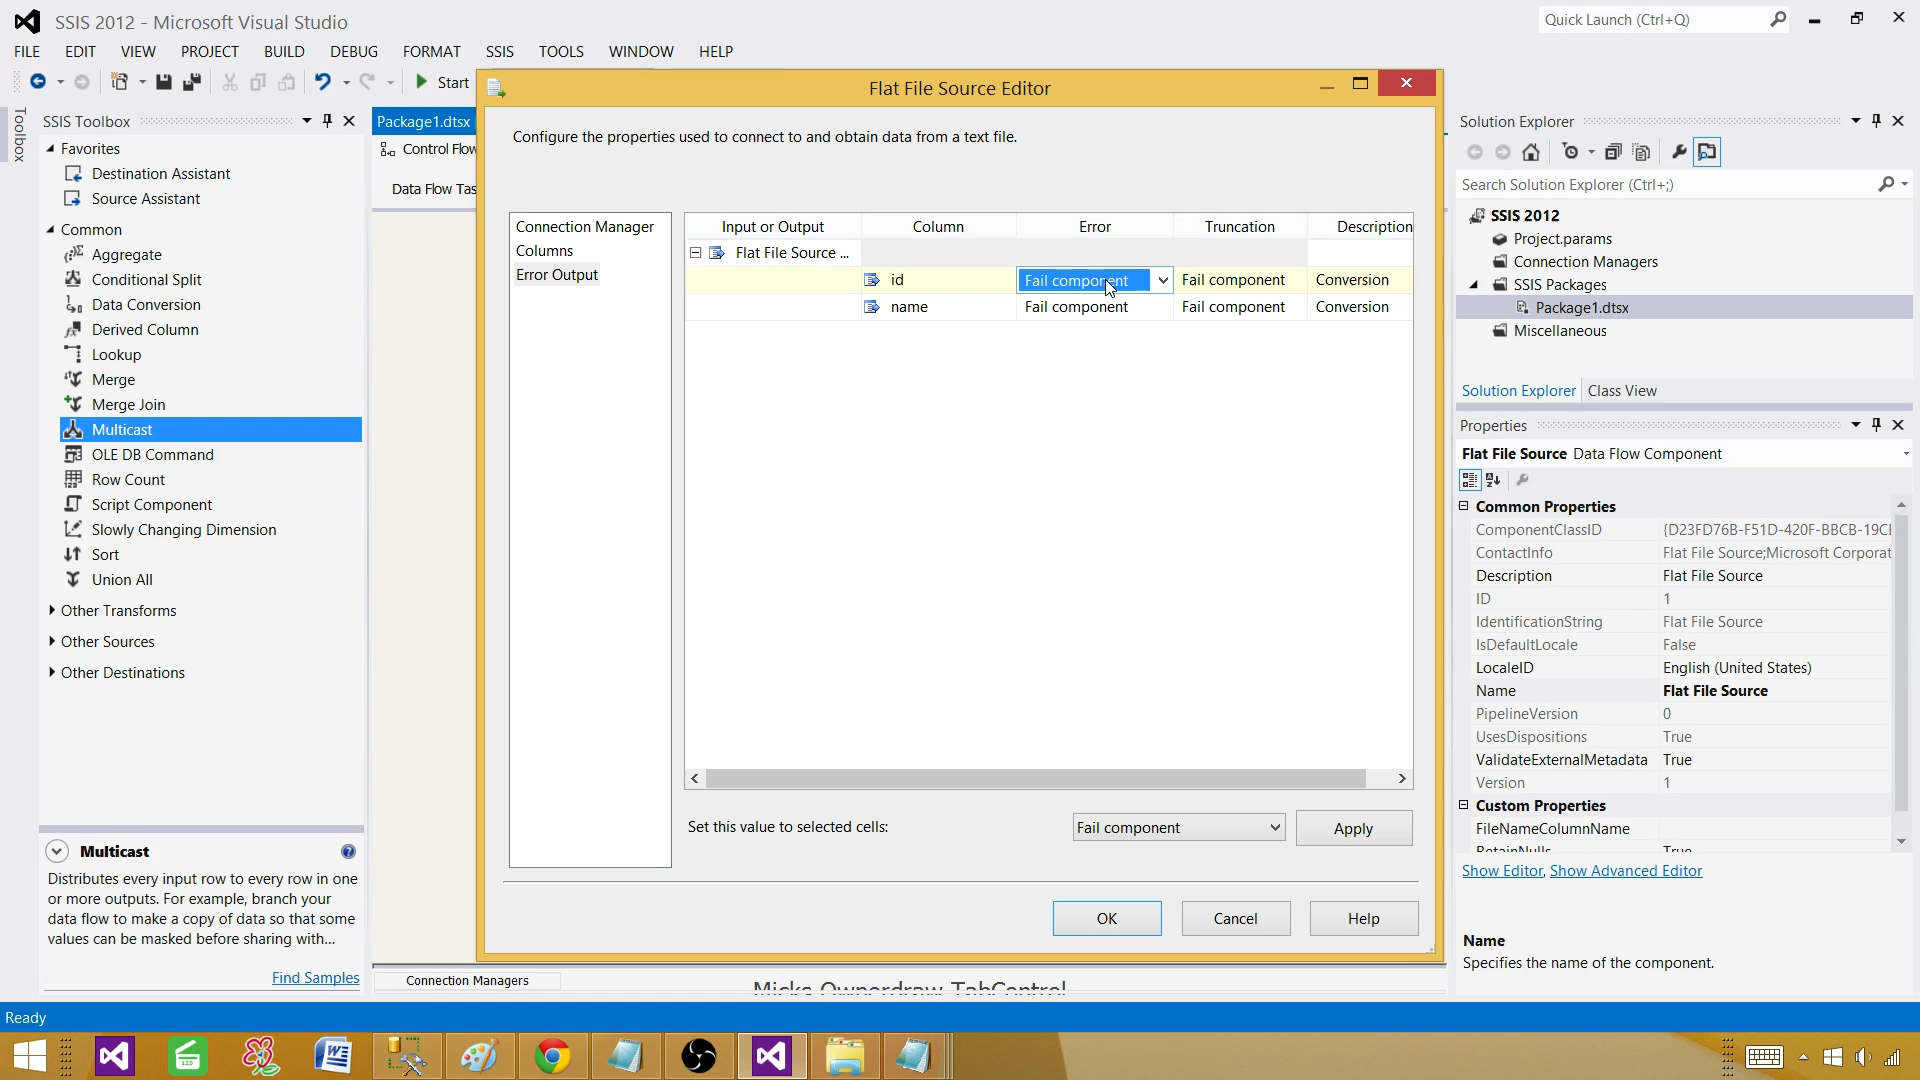 SSIS 2012 - Microsoft Visual Studio
Quick Launch (Ctrl+Q)
FILE EDIT VIEW PROJECT BUILD DEBUG FORMAT SSIS TOOLS WINDOW HELP
Start
Toolbox
SSIS Toolbox
Favorites
Destination Assistant
Source Assistant
Common
Aggregate
Conditional Split
Data Conversion
Derived Column
Lookup
Merge
Merge Join
Multicast
OLE DB Command
Row Count
Script Component
Slowly Changing Dimension
Sort
Union All
Other Transforms
Other Sources
Other Destinations
Multicast
Distributes every input row to every row in one
or more outputs. For example, branch your
data flow to make a copy of data so that some
values can be masked before sharing with...
Find Samples
Package1.dtsx
Control Flow
Data Flow Tas
Flat File Source Editor
Configure the properties used to connect to and obtain data from a text file.
Connection Manager
Columns
Error Output
Input or Output Column Error Truncation Description
Flat File Source ...
id Fail component Fail component Conversion
name Fail component Fail component Conversion
Set this value to selected cells: Fail component Apply
OK Cancel Help
Connection Managers
Micks Ownerdraw TabControl
Solution Explorer
Search Solution Explorer (Ctrl+;)
SSIS 2012
Project.params
Connection Managers
SSIS Packages
Package1.dtsx
Miscellaneous
Solution Explorer Class View
Properties
Flat File Source Data Flow Component
Common Properties
ComponentClassID {D23FD76B-F51D-420F-BBCB-19C
ContactInfo Flat File Source;Microsoft Corporat
Description Flat File Source
ID 1
IdentificationString Flat File Source
IsDefaultLocale False
LocaleID English (United States)
Name Flat File Source
PipelineVersion 0
UsesDispositions True
ValidateExternalMetadata True
Version 1
Custom Properties
FileNameColumnName
RetainNulls True
Show Editor, Show Advanced Editor
Name
Specifies the name of the component.
Ready